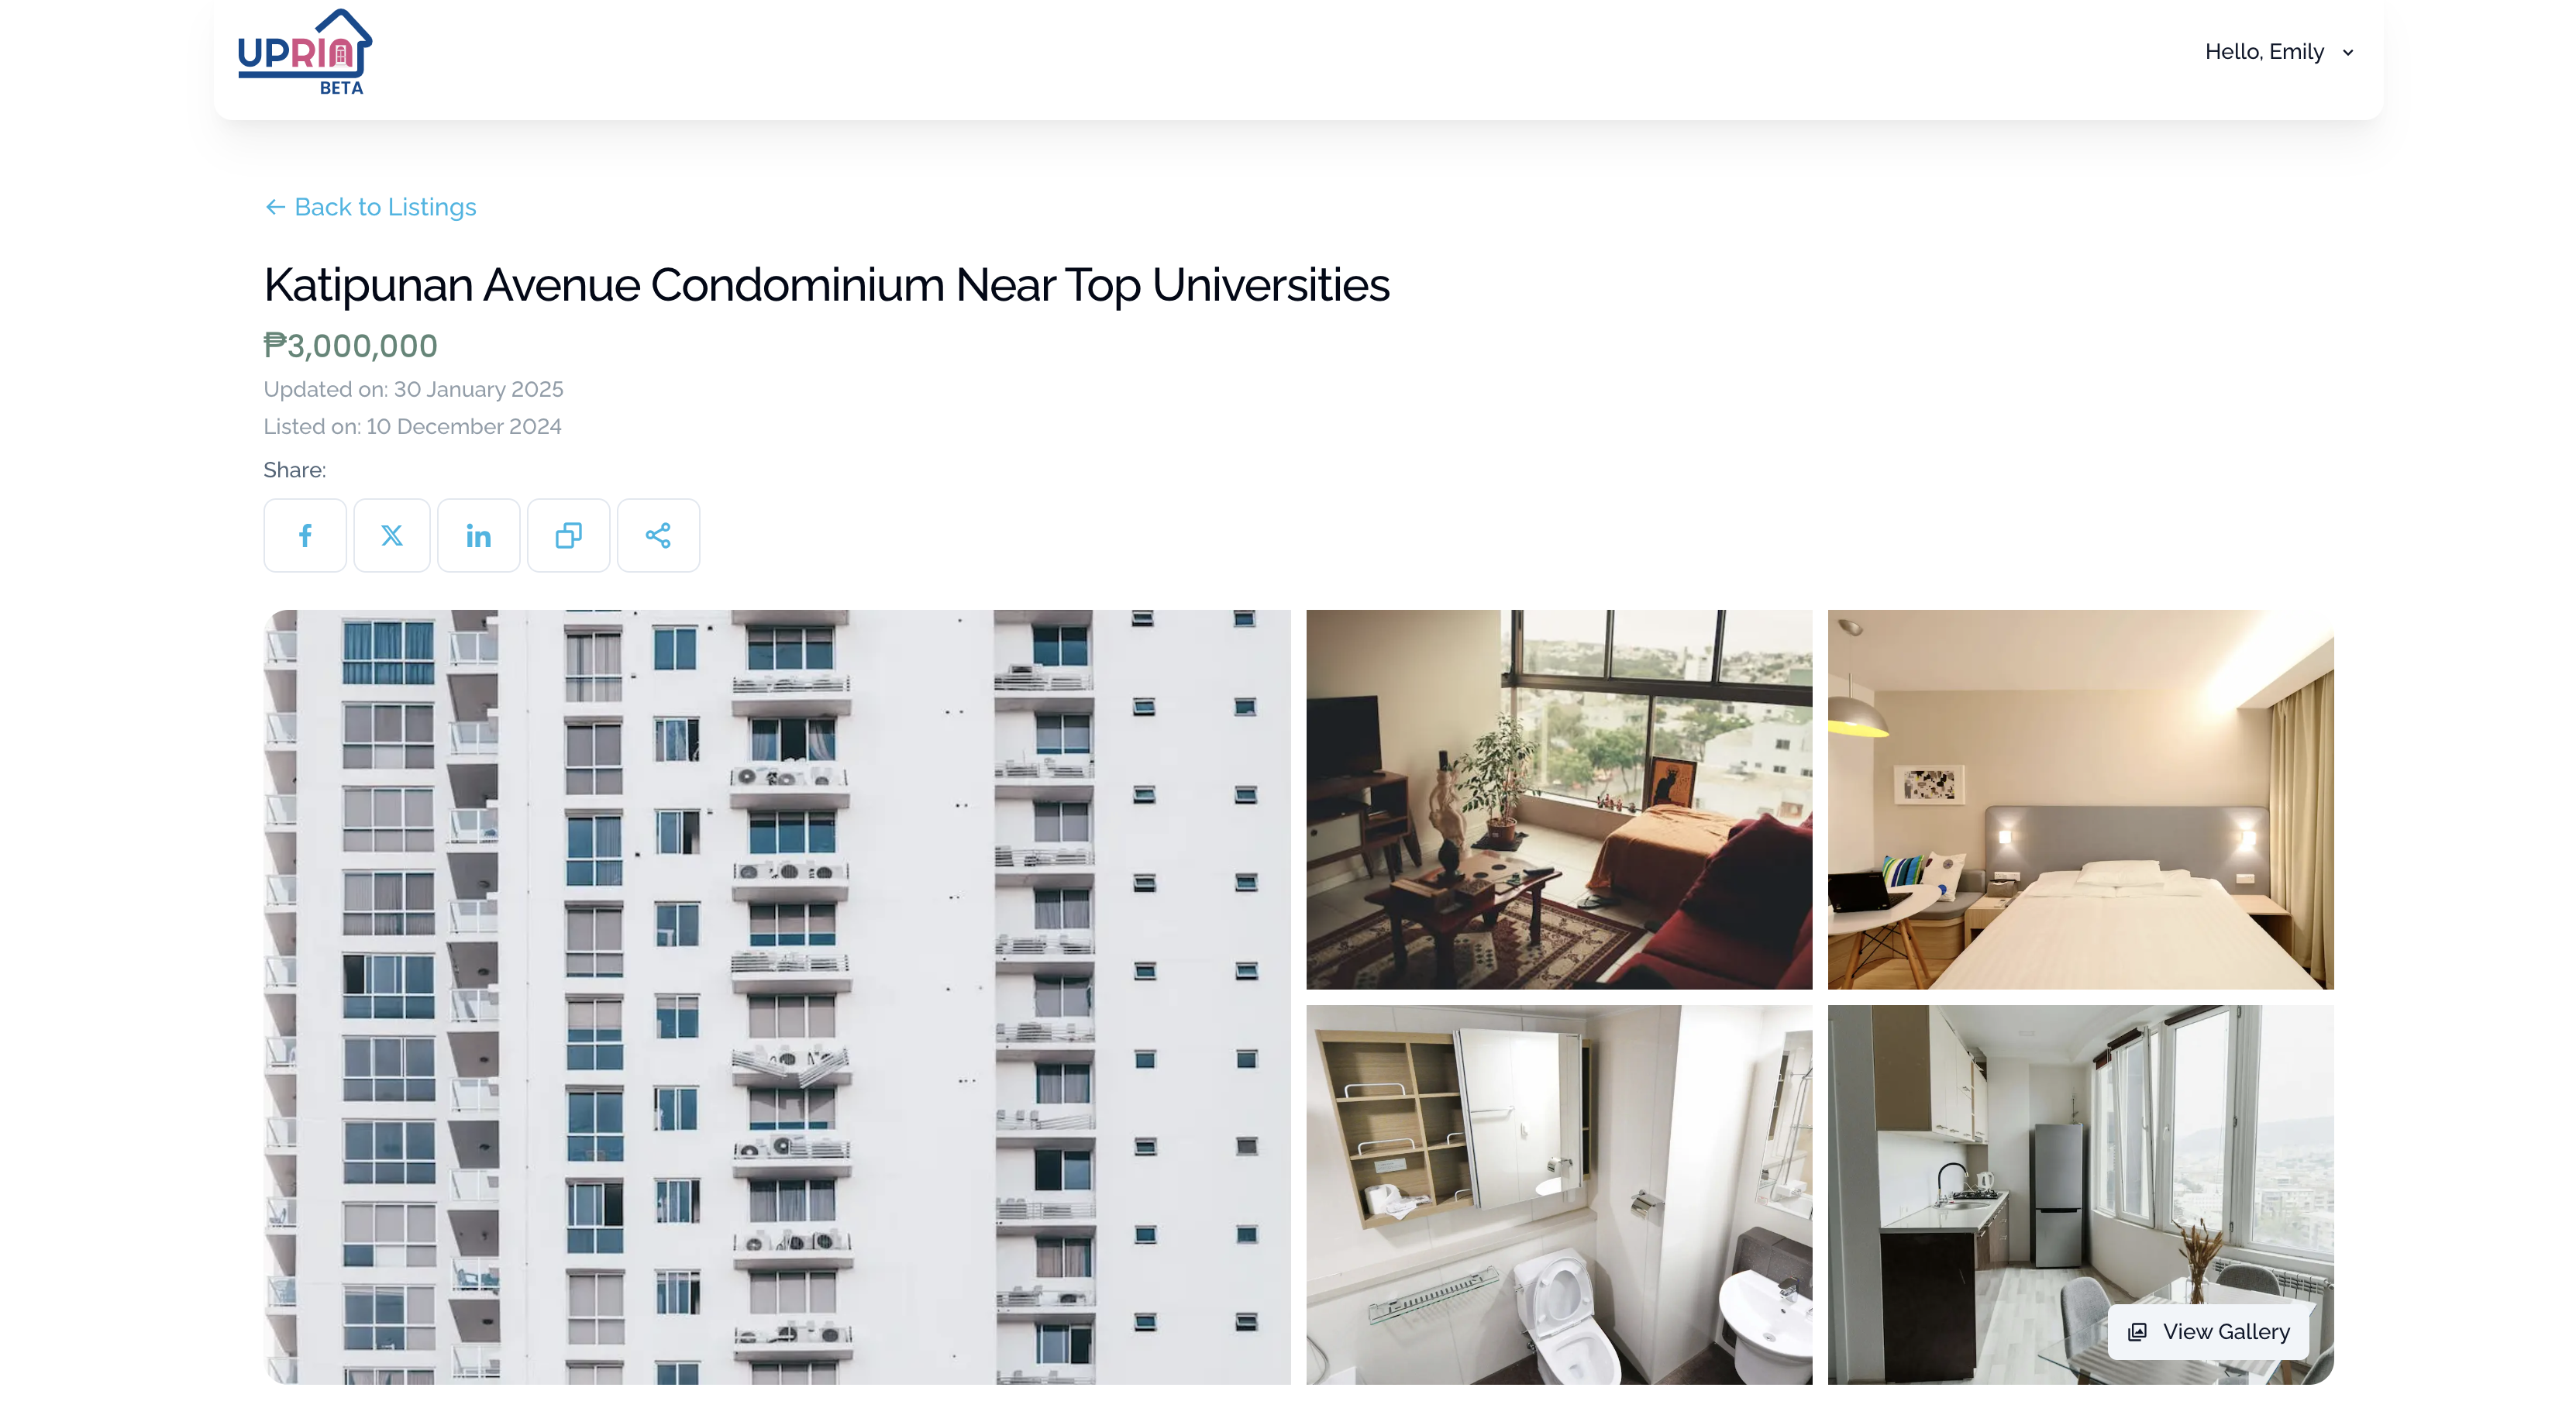 UPRIA
BETA
Hello, Emily
Back to Listings
Katipunan Avenue Condominium Near Top Universities
₱3,000,000
Updated on: 30 January 2025
Listed on: 10 December 2024
Share:
View Gallery